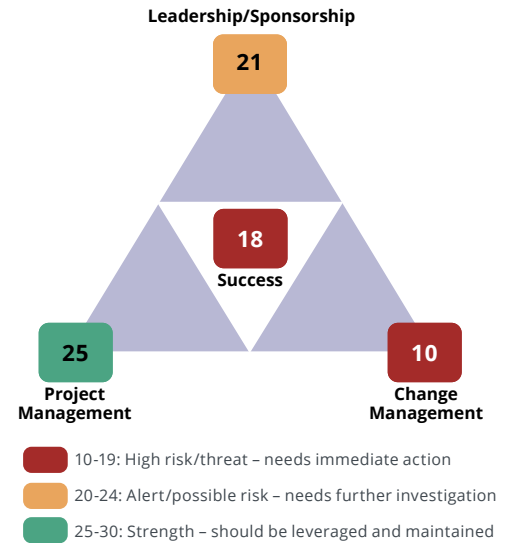 Leadership/Sponsorship
21
18
Success
25
10
Project
Management
Change
Management
10-19: High risk/threat – needs immediate action
20-24: Alert/possible risk – needs further investigation
25-30: Strength – should be leveraged and maintained